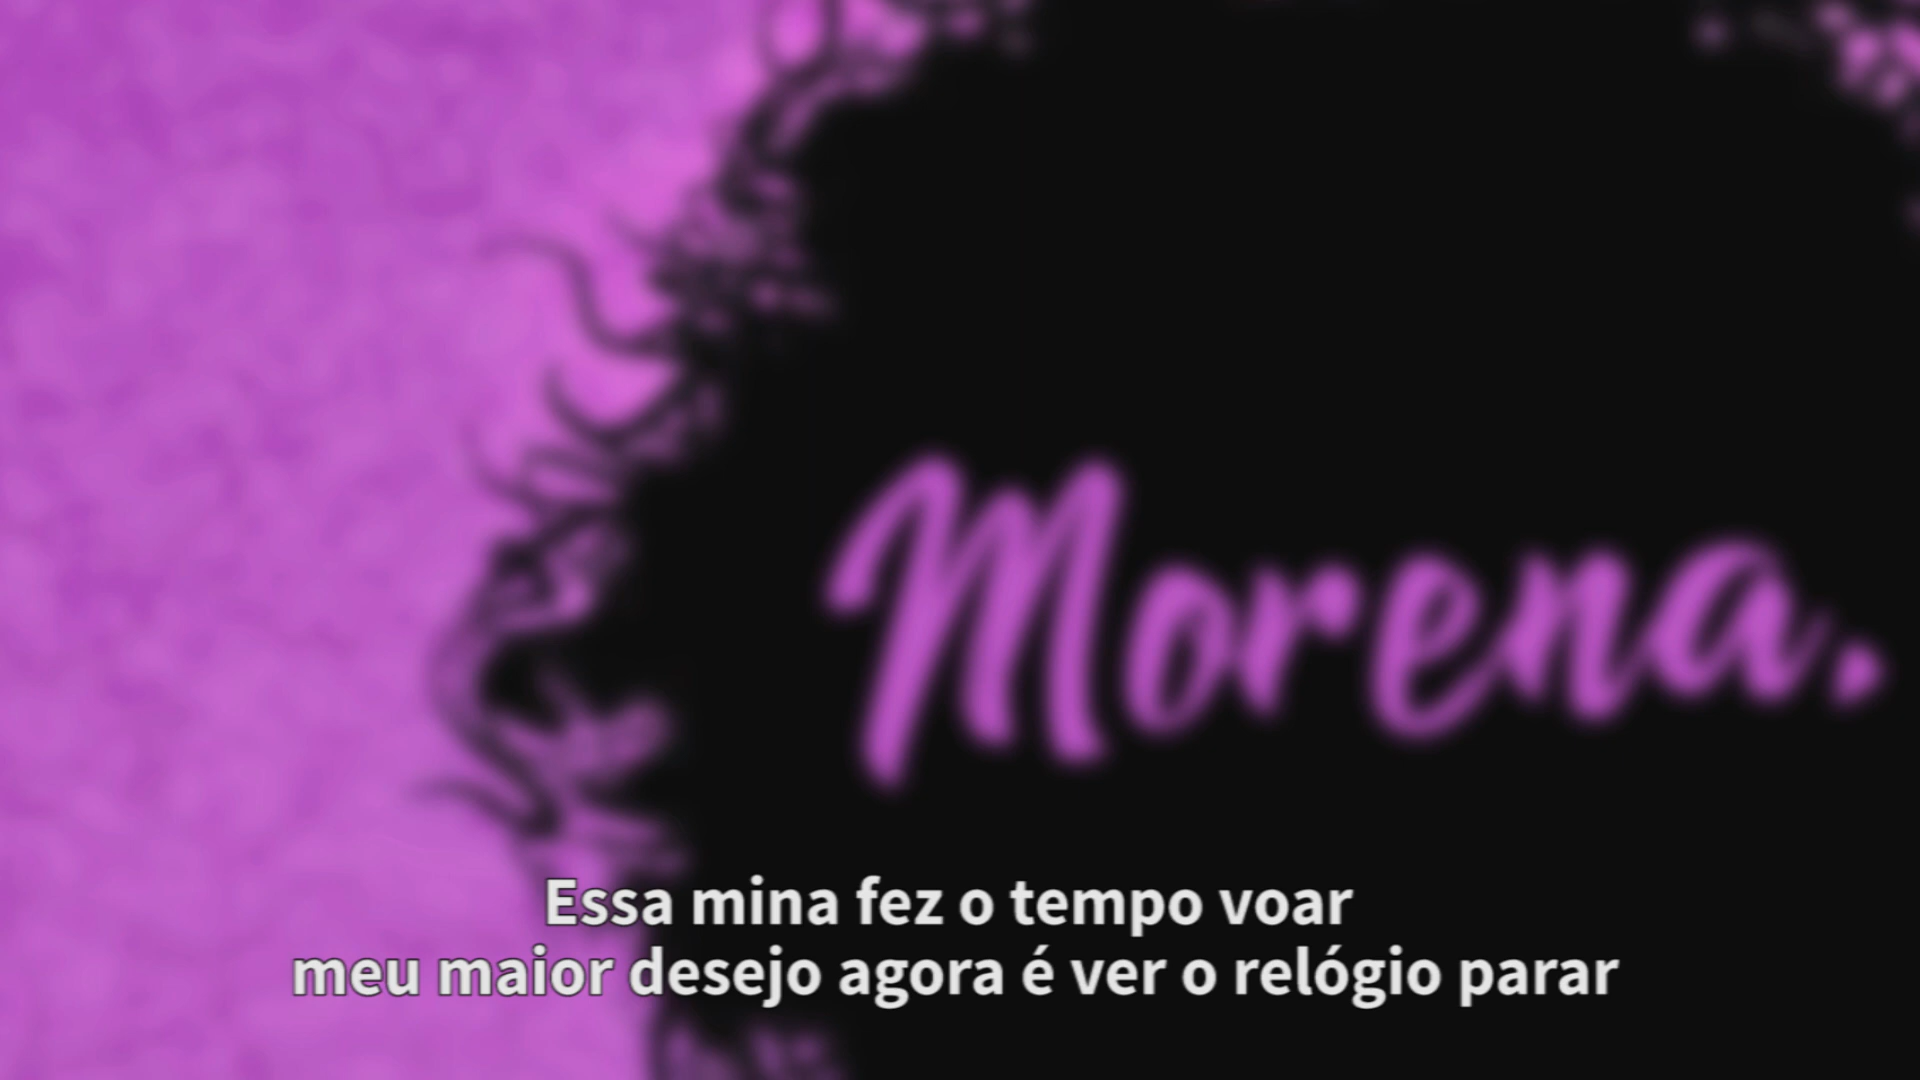 Morena.
Essa mina fez o tempo voar
meu maior desejo agora é ver o relógio parar